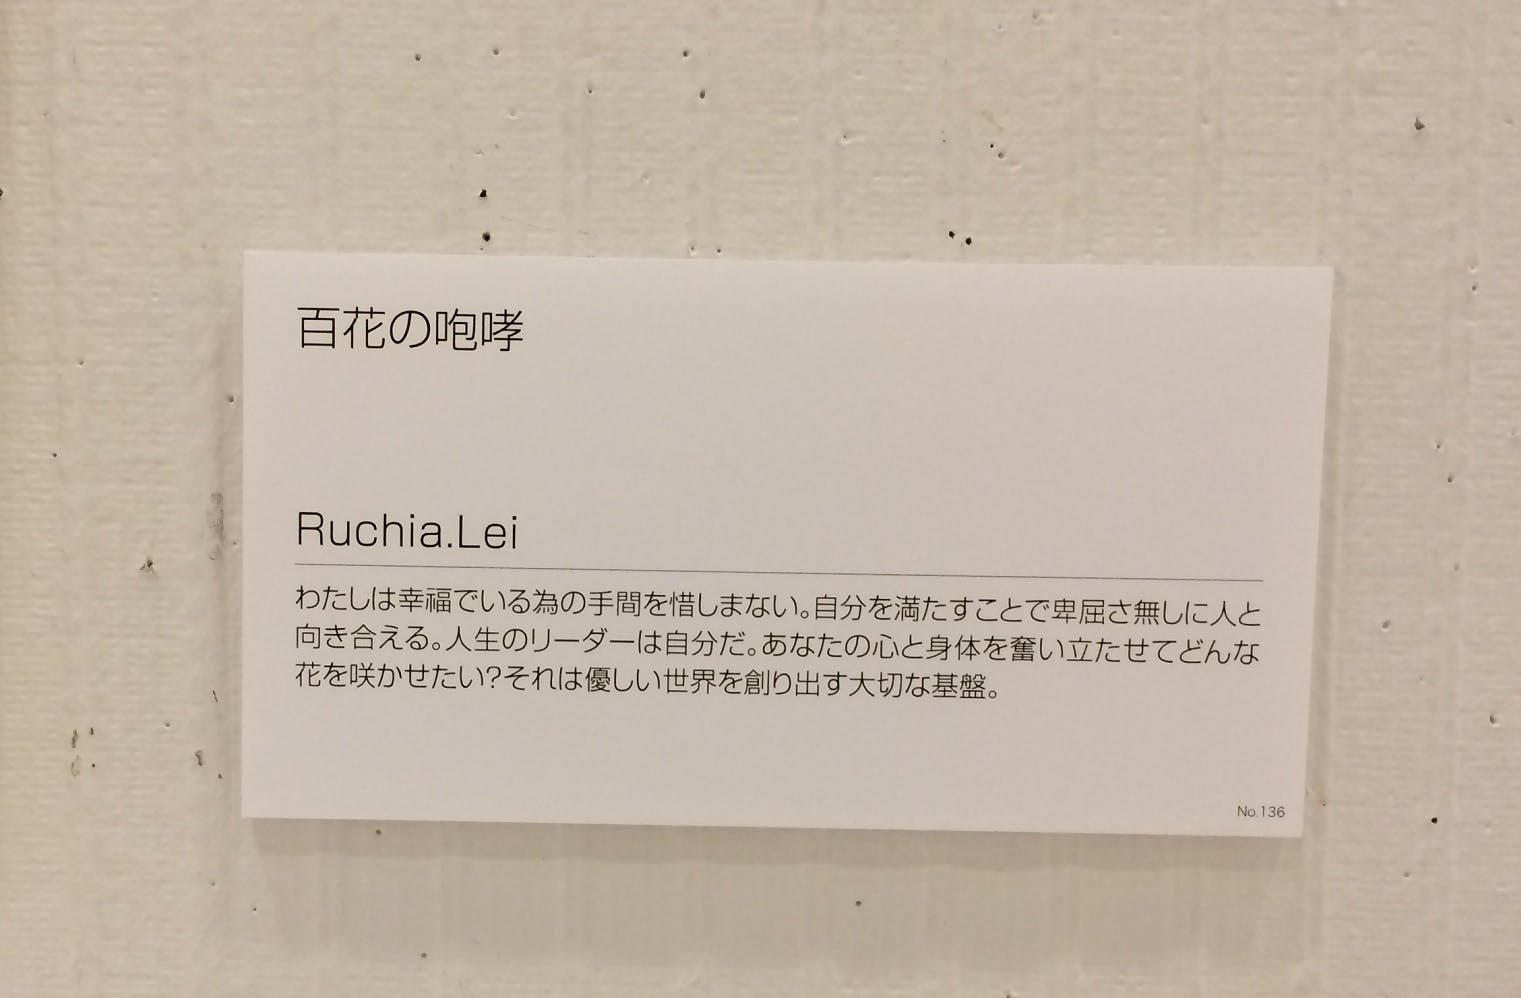 百花の咆哮
Ruchia.Lei
わたしは幸福でいる為の手間を惜しまない。自分を満たすことで卑屈さ無しに人と
向き合える。人生のリーダーは自分だ。あなたの心と身体を奮い立たせてどんな
花を咲かせたい?それは優しい世界を創り出す大切な基盤。
No.136